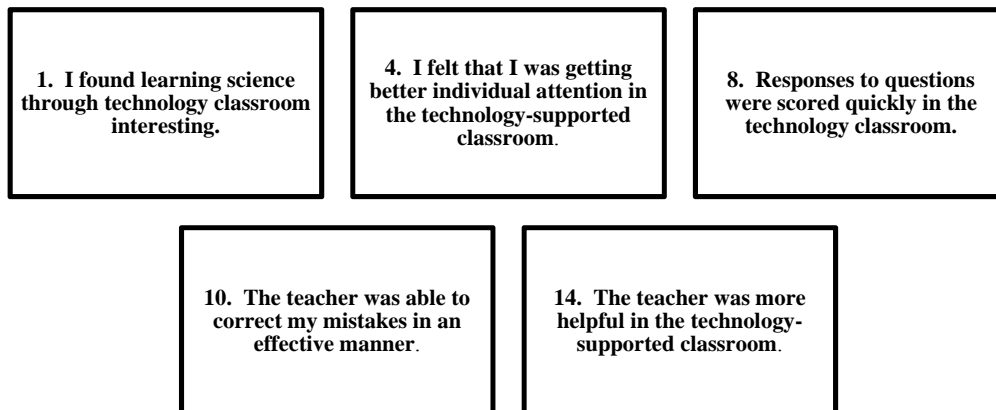 1. I found learning science
through technology classroom
interesting.
4. I felt that I was getting
better individual attention in
the technology-supported
classroom.
8. Responses to questions
were scored quickly in the
technology classroom.
10. The teacher was able to
correct my mistakes in an
effective manner.
14. The teacher was more
helpful in the technology-
supported classroom.